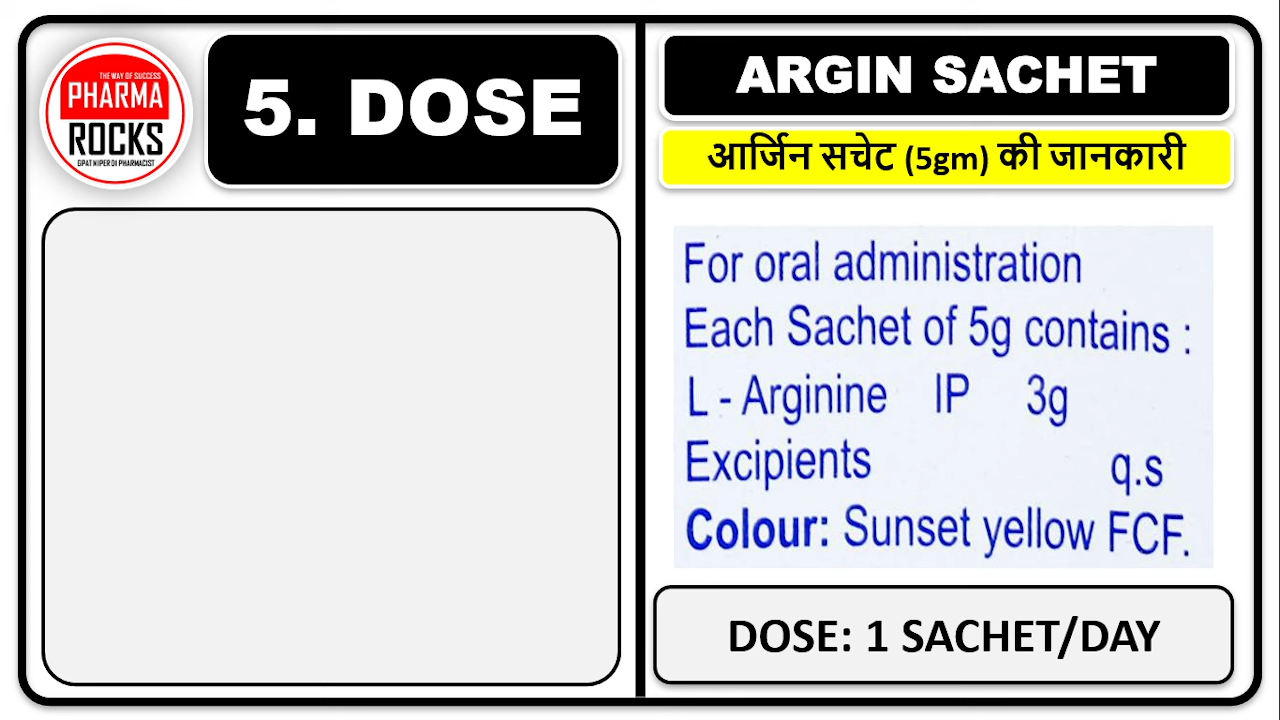 THE WAY OF SUCCESS
PHARMA
ROCKS
GPAT NIPER DI PHARMACIST
5. DOSE
ARGIN SACHET
आर्जिन सचेट (5gm) की जानकारी
For oral administration
Each Sachet of 5g contains :
L - Arginine IP 3g
Excipients q.s
Colour: Sunset yellow FCF.
DOSE: 1 SACHET/DAY